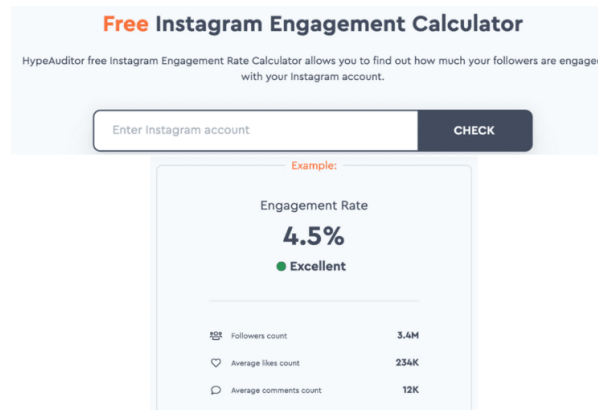 Free Instagram Engagement Calculator
HypeAuditor free Instagram Engagement Rate Calculator allows you to find out how much your followers are engaged
with your Instagram account.
Enter Instagram account
CHECK
Example:
Engagement Rate
4.5%
Excellent
Followers count 3.4M
Average likes count 234K
Average comments count 12K